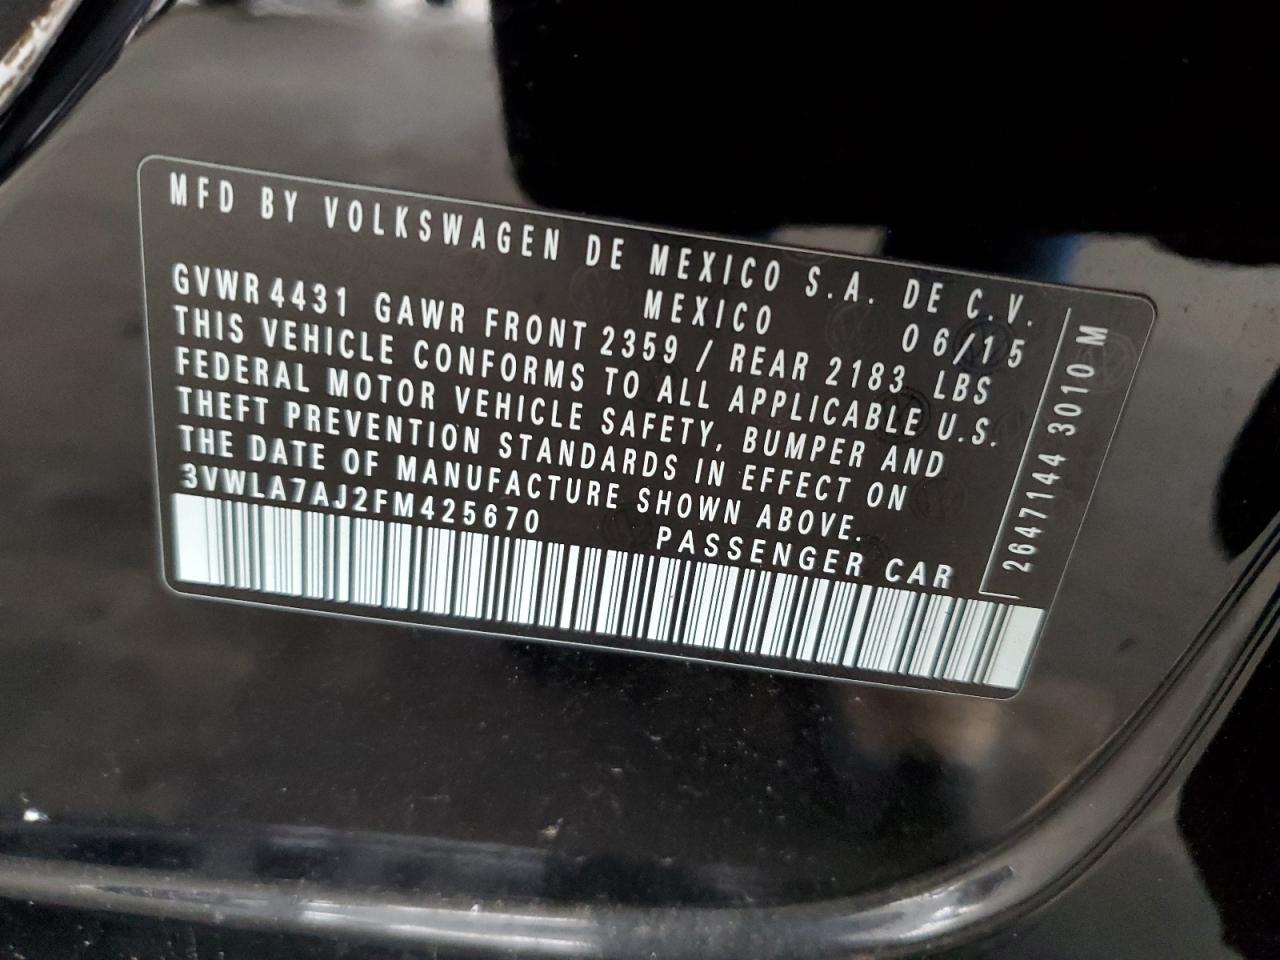 MFD BY VOLKSWAGEN DE MEXICO S.A. DE C.V.
MEXICO 06/15
GVWR 4431 GAWR FRONT 2359 / REAR 2183 LBS
THIS VEHICLE CONFORMS TO ALL APPLICABLE U.S.
FEDERAL MOTOR VEHICLE SAFETY, BUMPER AND
THEFT PREVENTION STANDARDS IN EFFECT ON
THE DATE OF MANUFACTURE SHOWN ABOVE.
3VWLA7AJ2FM425670 PASSENGER CAR
2647144 3010 M